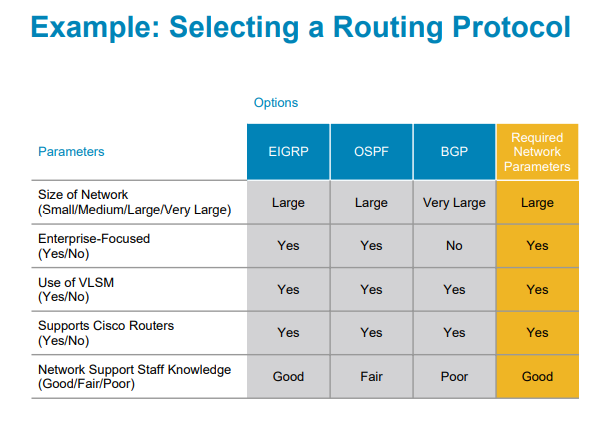 Example: Selecting a Routing Protocol
Options
Parameters
EIGRP
OSPF
BGP
Required
Network
Parameters
Size of Network
(Small/Medium/Large/Very Large)
Large
Large
Very Large
Large
Enterprise-Focused
(Yes/No)
Yes
Yes
No
Yes
Use of VLSM
(Yes/No)
Yes
Yes
Yes
Yes
Supports Cisco Routers
(Yes/No)
Yes
Yes
Yes
Yes
Network Support Staff Knowledge
(Good/Fair/Poor)
Good
Fair
Poor
Good